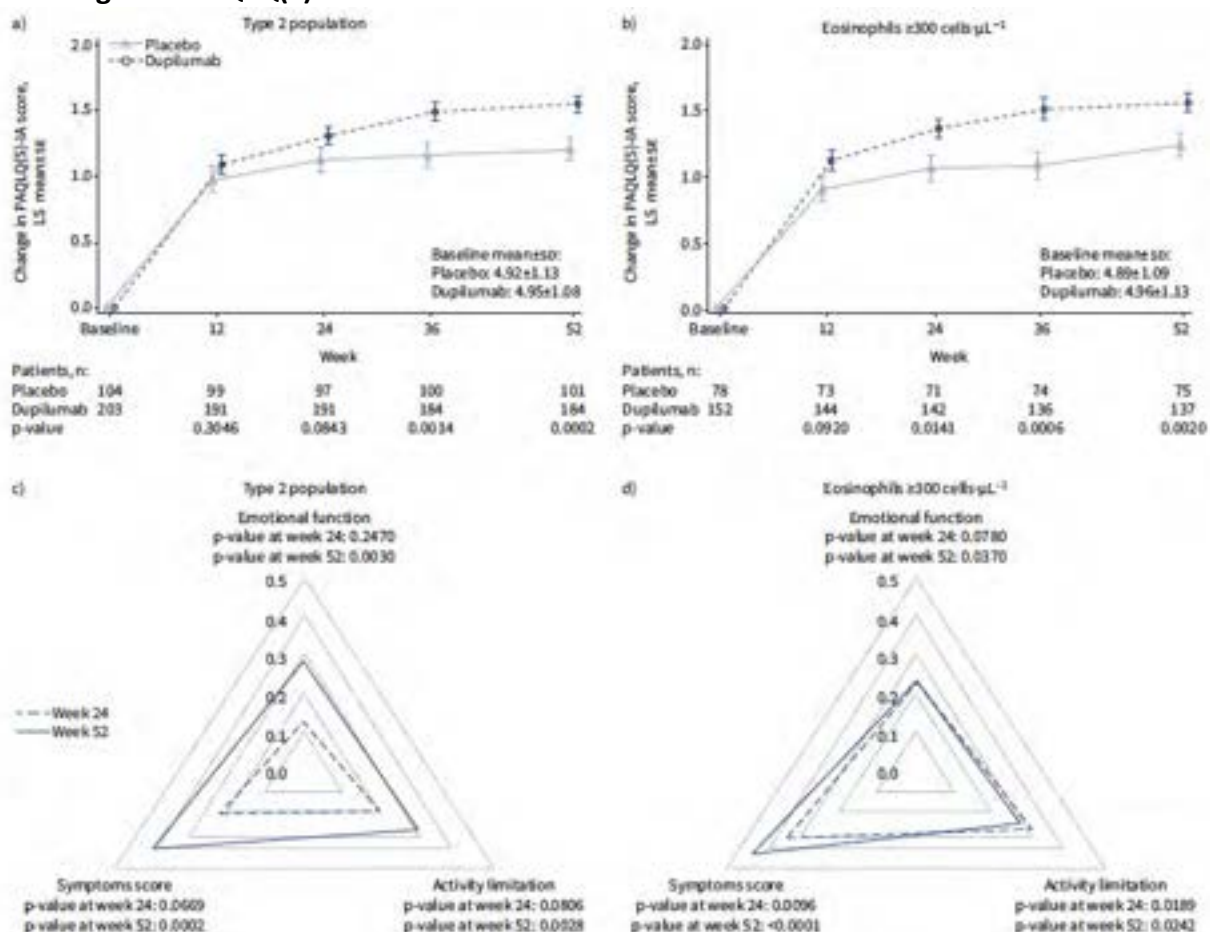 a) Type 2 population
Placebo
Dupilumab
Change in PAQLQ(S)-IA score,
LS mean±SE
2.0
1.5
1.0
0.5
0.0
Baseline mean±SD:
Placebo: 4.92±1.13
Dupilumab: 4.95±1.08
Baseline 12 24 36 52
Week
Patients, n:
Placebo 104 99 97 100 101
Dupilumab 203 191 191 184 184
p-value 0.3046 0.0843 0.0014 0.0002
b) Eosinophils ≥300 cells·µL⁻¹
Change in PAQLQ(S)-IA score,
LS mean±SE
2.0
1.5
1.0
0.5
0.0
Baseline mean±SD:
Placebo: 4.89±1.09
Dupilumab: 4.96±1.13
Baseline 12 24 36 52
Week
Patients, n:
Placebo 78 73 71 74 75
Dupilumab 152 144 142 136 137
p-value 0.0920 0.0141 0.0006 0.0020
c) Type 2 population
Emotional function
p-value at week 24: 0.2470
p-value at week 52: 0.0030
0.5
0.4
0.3
0.2
0.1
0.0
Week 24
Week 52
Symptoms score
p-value at week 24: 0.0669
p-value at week 52: 0.0002
Activity limitation
p-value at week 24: 0.0806
p-value at week 52: 0.0028
d) Eosinophils ≥300 cells·µL⁻¹
Emotional function
p-value at week 24: 0.0780
p-value at week 52: 0.0370
0.5
0.4
0.3
0.2
0.1
0.0
Symptoms score
p-value at week 24: 0.0096
p-value at week 52: <0.0001
Activity limitation
p-value at week 24: 0.0189
p-value at week 52: 0.0242